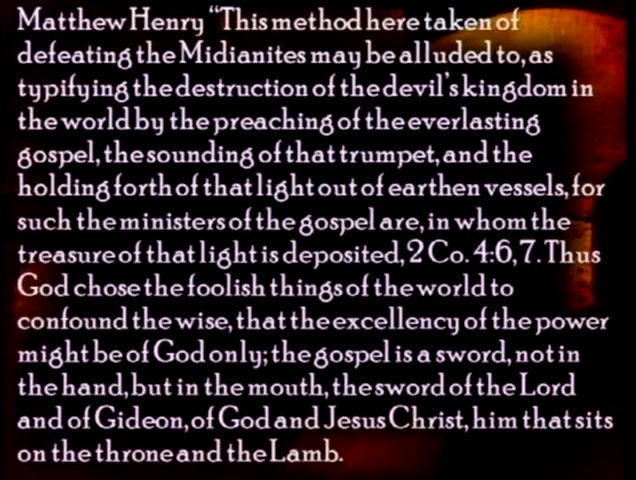 Matthew Henry “This method here taken of
defeating the Midianites may be alluded to, as
typifying the destruction of the devil's kingdom in
the world by the preaching of the everlasting
gospel, the sounding of that trumpet, and the
holding forth of that light out of earthen vessels, for
such the ministers of the gospel are, in whom the
treasure of that light is deposited, 2 Co. 4:6, 7. Thus
God chose the foolish things of the world to
confound the wise, that the excellency of the power
might be of God only; the gospel is a sword, not in
the hand, but in the mouth, the sword of the Lord
and of Gideon, of God and Jesus Christ, him that sits
on the throne and the Lamb.